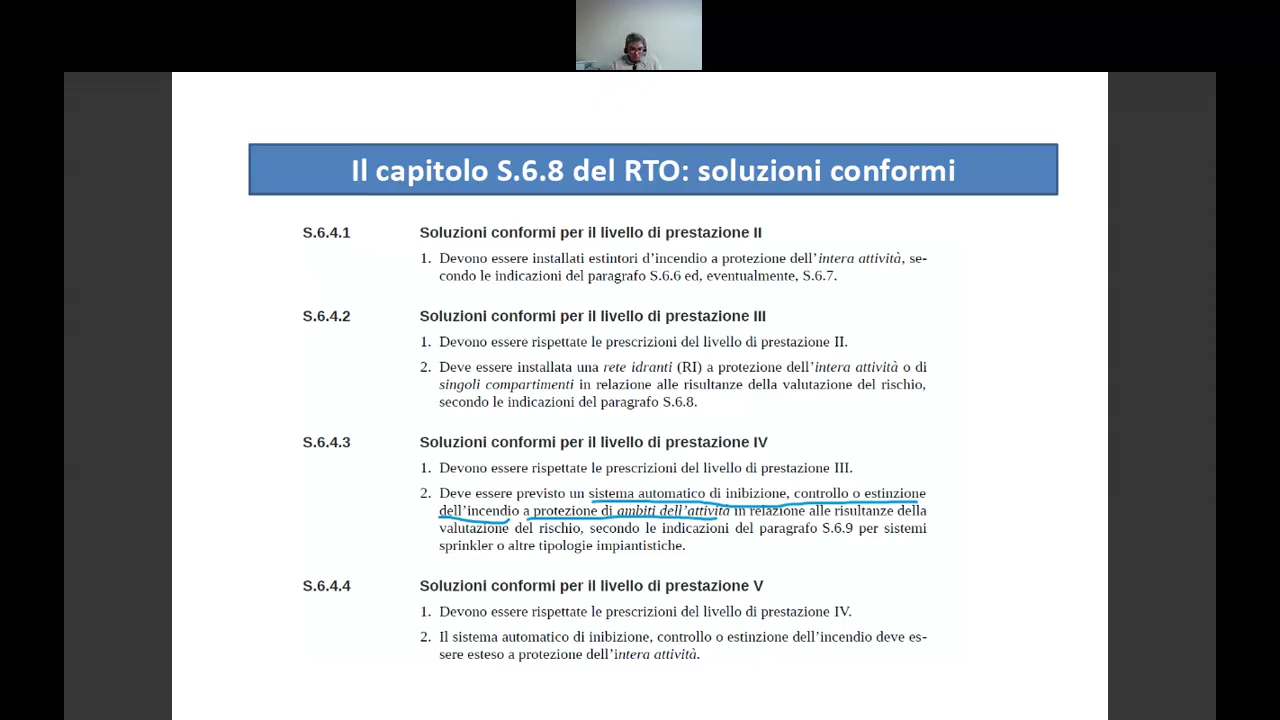 Il capitolo S.6.8 del RTO: soluzioni conformi
S.6.4.1 Soluzioni conformi per il livello di prestazione II
1. Devono essere installati estintori d’incendio a protezione dell’intera attività, se-
condo le indicazioni del paragrafo S.6.6 ed, eventualmente, S.6.7.
S.6.4.2 Soluzioni conformi per il livello di prestazione III
1. Devono essere rispettate le prescrizioni del livello di prestazione II.
2. Deve essere installata una rete idranti (RI) a protezione dell’intera attività o di
singoli compartimenti in relazione alle risultanze della valutazione del rischio,
secondo le indicazioni del paragrafo S.6.8.
S.6.4.3 Soluzioni conformi per il livello di prestazione IV
1. Devono essere rispettate le prescrizioni del livello di prestazione III.
2. Deve essere previsto un sistema automatico di inibizione, controllo o estinzione
dell’incendio a protezione di ambiti dell’attività in relazione alle risultanze della
valutazione del rischio, secondo le indicazioni del paragrafo S.6.9 per sistemi
sprinkler o altre tipologie impiantistiche.
S.6.4.4 Soluzioni conformi per il livello di prestazione V
1. Devono essere rispettate le prescrizioni del livello di prestazione IV.
2. Il sistema automatico di inibizione, controllo o estinzione dell’incendio deve es-
sere esteso a protezione dell’intera attività.